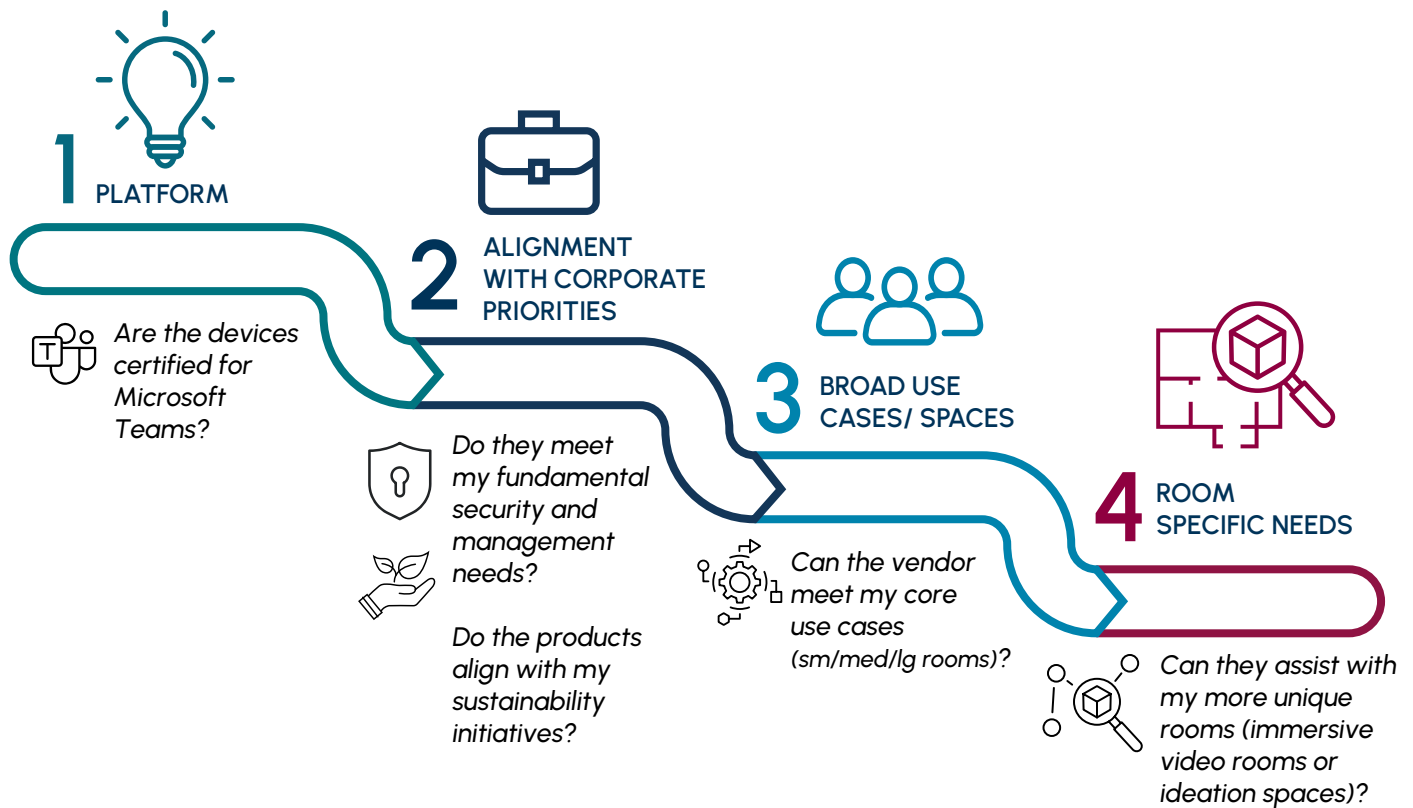 1
PLATFORM
T
Are the devices
certified for
Microsoft
Teams?
2
ALIGNMENT
WITH CORPORATE
PRIORITIES
Do they meet
my fundamental
security and
management
needs?
Do the products
align with my
sustainability
initiatives?
3
BROAD USE
CASES/ SPACES
Can the vendor
meet my core
use cases
(sm/med/lg rooms)?
4
ROOM
SPECIFIC NEEDS
Can they assist with
my more unique
rooms (immersive
video rooms or
ideation spaces)?